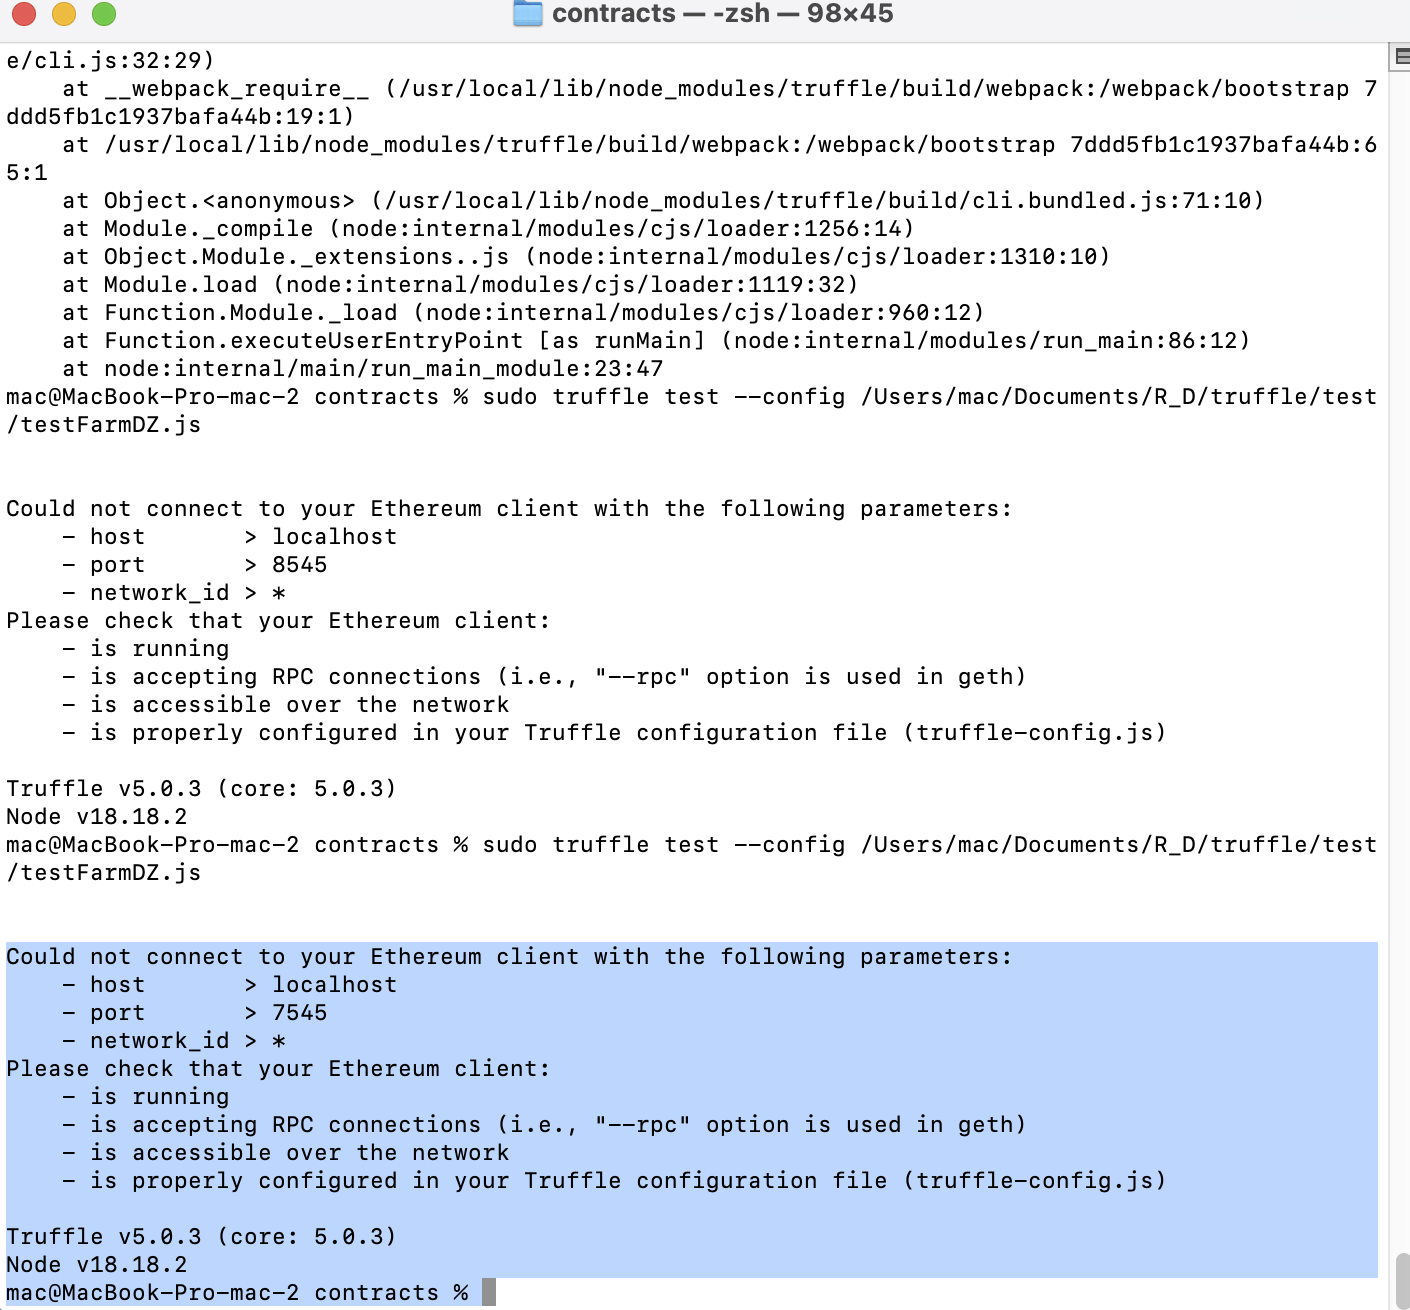 contracts — -zsh — 98×45
e/cli.js:32:29)
    at __webpack_require__ (/usr/local/lib/node_modules/truffle/build/webpack:/webpack/bootstrap 7
ddd5fb1c1937bafa44b:19:1)
    at /usr/local/lib/node_modules/truffle/build/webpack:/webpack/bootstrap 7ddd5fb1c1937bafa44b:6
5:1
    at Object.<anonymous> (/usr/local/lib/node_modules/truffle/build/cli.bundled.js:71:10)
    at Module._compile (node:internal/modules/cjs/loader:1256:14)
    at Object.Module._extensions..js (node:internal/modules/cjs/loader:1310:10)
    at Module.load (node:internal/modules/cjs/loader:1119:32)
    at Function.Module._load (node:internal/modules/cjs/loader:960:12)
    at Function.executeUserEntryPoint [as runMain] (node:internal/modules/run_main:86:12)
    at node:internal/main/run_main_module:23:47
mac@MacBook-Pro-mac-2 contracts % sudo truffle test --config /Users/mac/Documents/R_D/truffle/test
/testFarmDZ.js


Could not connect to your Ethereum client with the following parameters:
    - host       > localhost
    - port       > 8545
    - network_id > *
Please check that your Ethereum client:
    - is running
    - is accepting RPC connections (i.e., "--rpc" option is used in geth)
    - is accessible over the network
    - is properly configured in your Truffle configuration file (truffle-config.js)

Truffle v5.0.3 (core: 5.0.3)
Node v18.18.2
mac@MacBook-Pro-mac-2 contracts % sudo truffle test --config /Users/mac/Documents/R_D/truffle/test
/testFarmDZ.js


Could not connect to your Ethereum client with the following parameters:
    - host       > localhost
    - port       > 7545
    - network_id > *
Please check that your Ethereum client:
    - is running
    - is accepting RPC connections (i.e., "--rpc" option is used in geth)
    - is accessible over the network
    - is properly configured in your Truffle configuration file (truffle-config.js)

Truffle v5.0.3 (core: 5.0.3)
Node v18.18.2
mac@MacBook-Pro-mac-2 contracts %